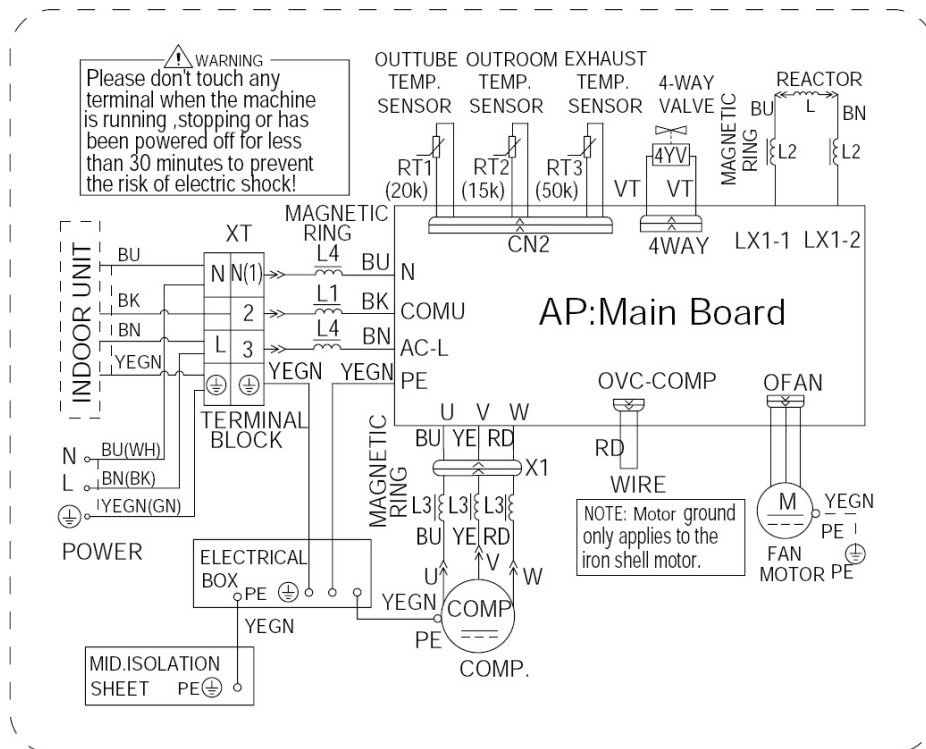 WARNING
Please don't touch any
terminal when the machine
is running ,stopping or has
been powered off for less
than 30 minutes to prevent
the risk of electric shock!
OUTTUBE
TEMP.
SENSOR
OUTROOM
TEMP.
SENSOR
EXHAUST
TEMP.
SENSOR
4-WAY
VALVE
MAGNETIC
RING
REACTOR
BU
L
BN
L2
L2
RT1
(20k)
RT2
(15k)
RT3
(50k)
4YV
VT
VT
CN2
4WAY
LX1-1
LX1-2
INDOOR UNIT
BU
BK
BN
YEGN
XT
N
N(1)
2
L
3
TERMINAL
BLOCK
MAGNETIC
RING
L4
BU
L1
BK
L4
BN
YEGN
YEGN
N
COMU
AC-L
PE
AP:Main Board
OVC-COMP
OFAN
U
V
W
BU
YE
RD
X1
MAGNETIC
RING
L3
L3
L3
BU
YE
RD
U
V
W
RD
WIRE
NOTE: Motor ground
only applies to the
iron shell motor.
M
YEGN
PE
FAN
MOTOR
PE
N
BU(WH)
L
BN(BK)
YEGN(GN)
POWER
ELECTRICAL
BOX
PE
YEGN
YEGN
PE
COMP
COMP.
MID.ISOLATION
SHEET
PE